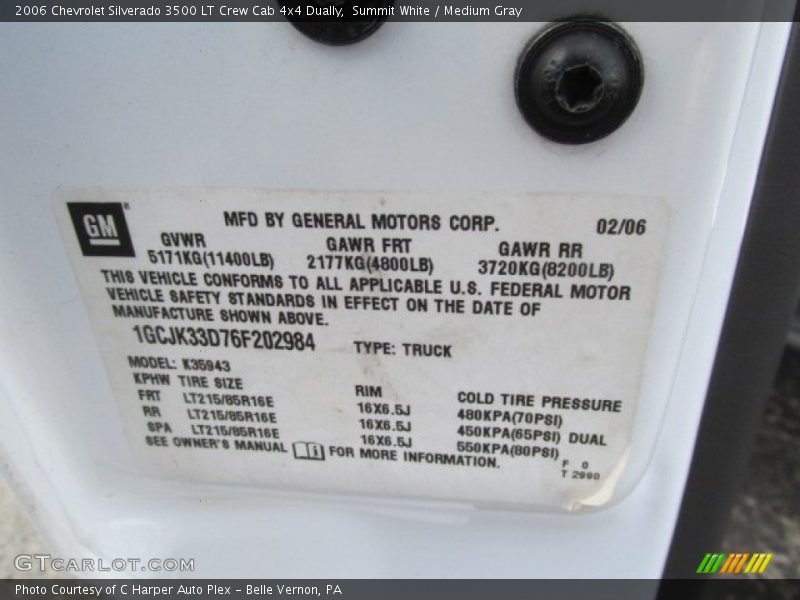 2006 Chevrolet Silverado 3500 LT Crew Cab 4x4 Dually,  Summit White / Medium Gray
GM®
MFD BY GENERAL MOTORS CORP. 02/06
GVWR GAWR FRT GAWR RR
5171KG(11400LB) 2177KG(4800LB) 3720KG(8200LB)
THIS VEHICLE CONFORMS TO ALL APPLICABLE U.S. FEDERAL MOTOR
VEHICLE SAFETY STANDARDS IN EFFECT ON THE DATE OF
MANUFACTURE SHOWN ABOVE.
1GCJK33D76F202984 TYPE: TRUCK
MODEL: K35943
KPHW TIRE SIZE RIM COLD TIRE PRESSURE
FRT LT215/85R16E 16X6.5J 480KPA(70PSI)
RR LT215/85R16E 16X6.5J 450KPA(65PSI) DUAL
SPA LT215/85R16E 16X6.5J 550KPA(80PSI)
SEE OWNER'S MANUAL FOR MORE INFORMATION.
F 0
T 2990
GTCARLOT.COM
Photo Courtesy of C Harper Auto Plex – Belle Vernon, PA